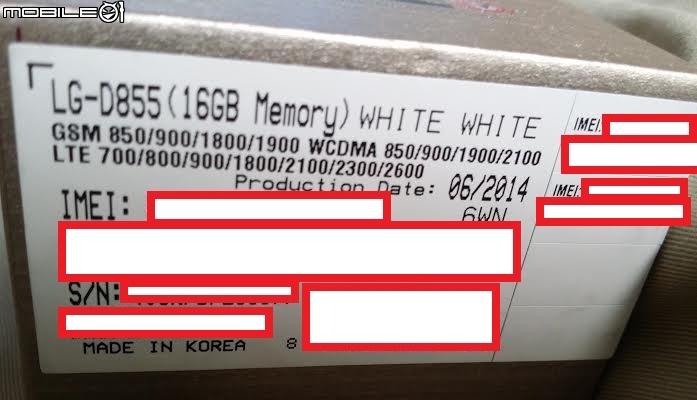 MOBILE01
LG-D855(16GB Memory) WHITE WHITE
GSM 850/900/1800/1900 WCDMA 850/900/1900/2100
LTE 700/800/900/1800/2100/2300/2600
Production Date: 06/2014
IMEI:
6WN
S/N:
MADE IN KOREA 8
IMEI:
IMEI: